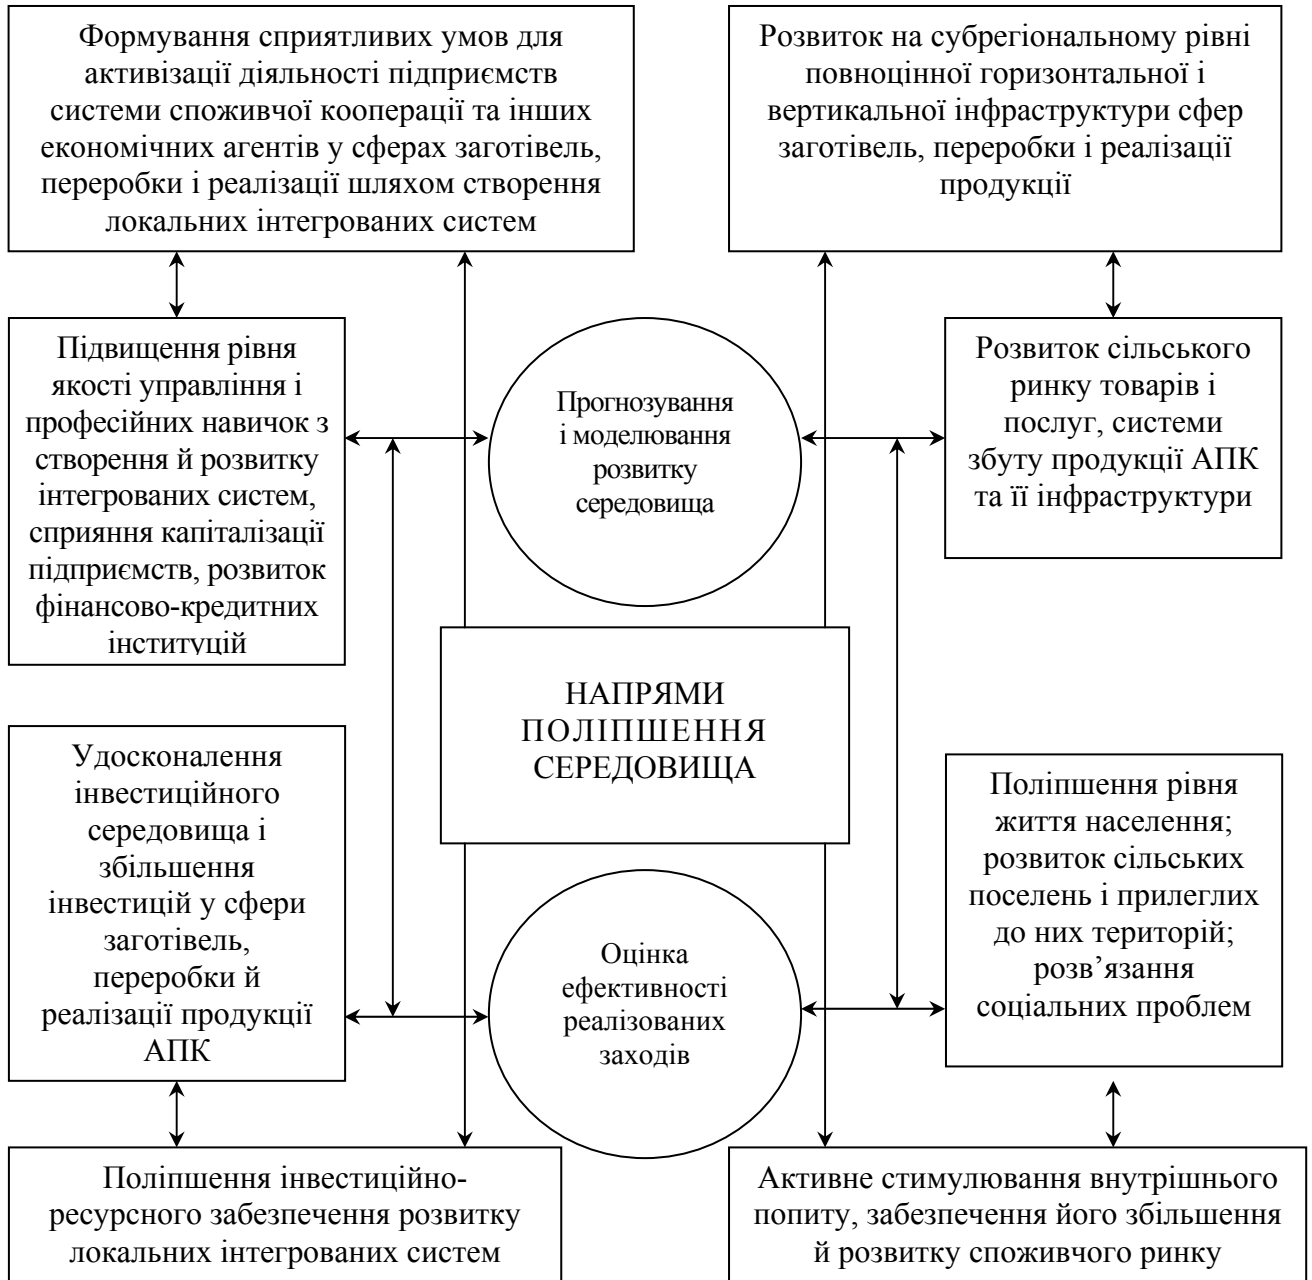 Формування сприятливих умов для
активізації діяльності підприємств
системи споживчої кооперації та інших
економічних агентів у сферах заготівель,
переробки і реалізації шляхом створення
локальних інтегрованих систем
Розвиток на субрегіональному рівні
повноцінної горизонтальної і
вертикальної інфраструктури сфер
заготівель, переробки і реалізації
продукції
Підвищення рівня
якості управління і
професійних навичок з
створення й розвитку
інтегрованих систем,
сприяння капіталізації
підприємств, розвиток
фінансово-кредитних
інституцій
Прогнозування
і моделювання
розвитку
середовища
Розвиток сільського
ринку товарів і
послуг, системи
збуту продукції АПК
та її інфраструктури
НАПРЯМИ
ПОЛІПШЕННЯ
СЕРЕДОВИЩА
Удосконалення
інвестиційного
середовища і
збільшення
інвестицій у сфери
заготівель,
переробки й
реалізації продукції
АПК
Оцінка
ефективності
реалізованих
заходів
Поліпшення рівня
життя населення;
розвиток сільських
поселень і прилеглих
до них територій;
розв’язання
соціальних проблем
Поліпшення інвестиційно-
ресурсного забезпечення розвитку
локальних інтегрованих систем
Активне стимулювання внутрішнього
попиту, забезпечення його збільшення
й розвитку споживчого ринку